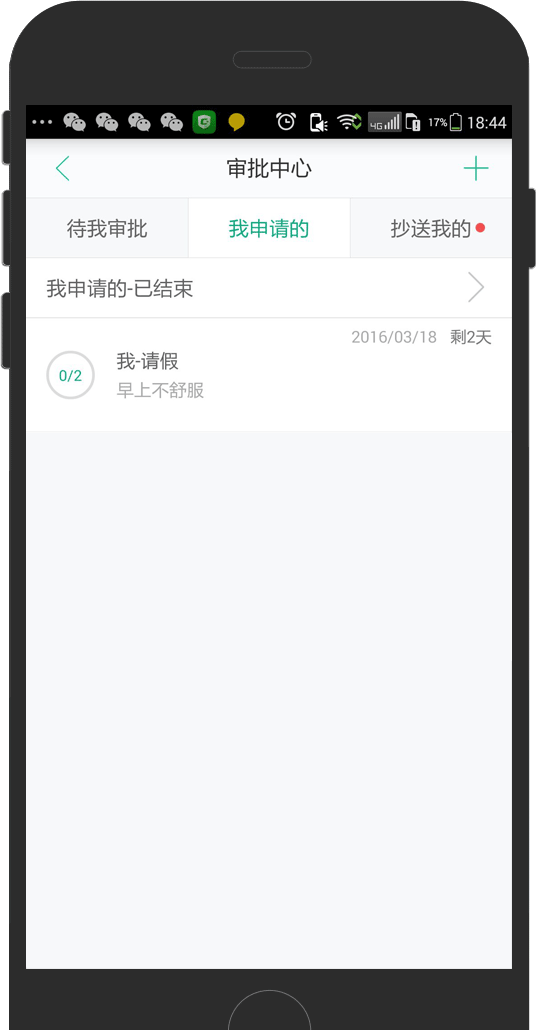 4G 17% 18:44
审批中心
待我审批 我申请的 抄送我的
我申请的-已结束
2016/03/18 剩2天
0/2 我-请假
早上不舒服